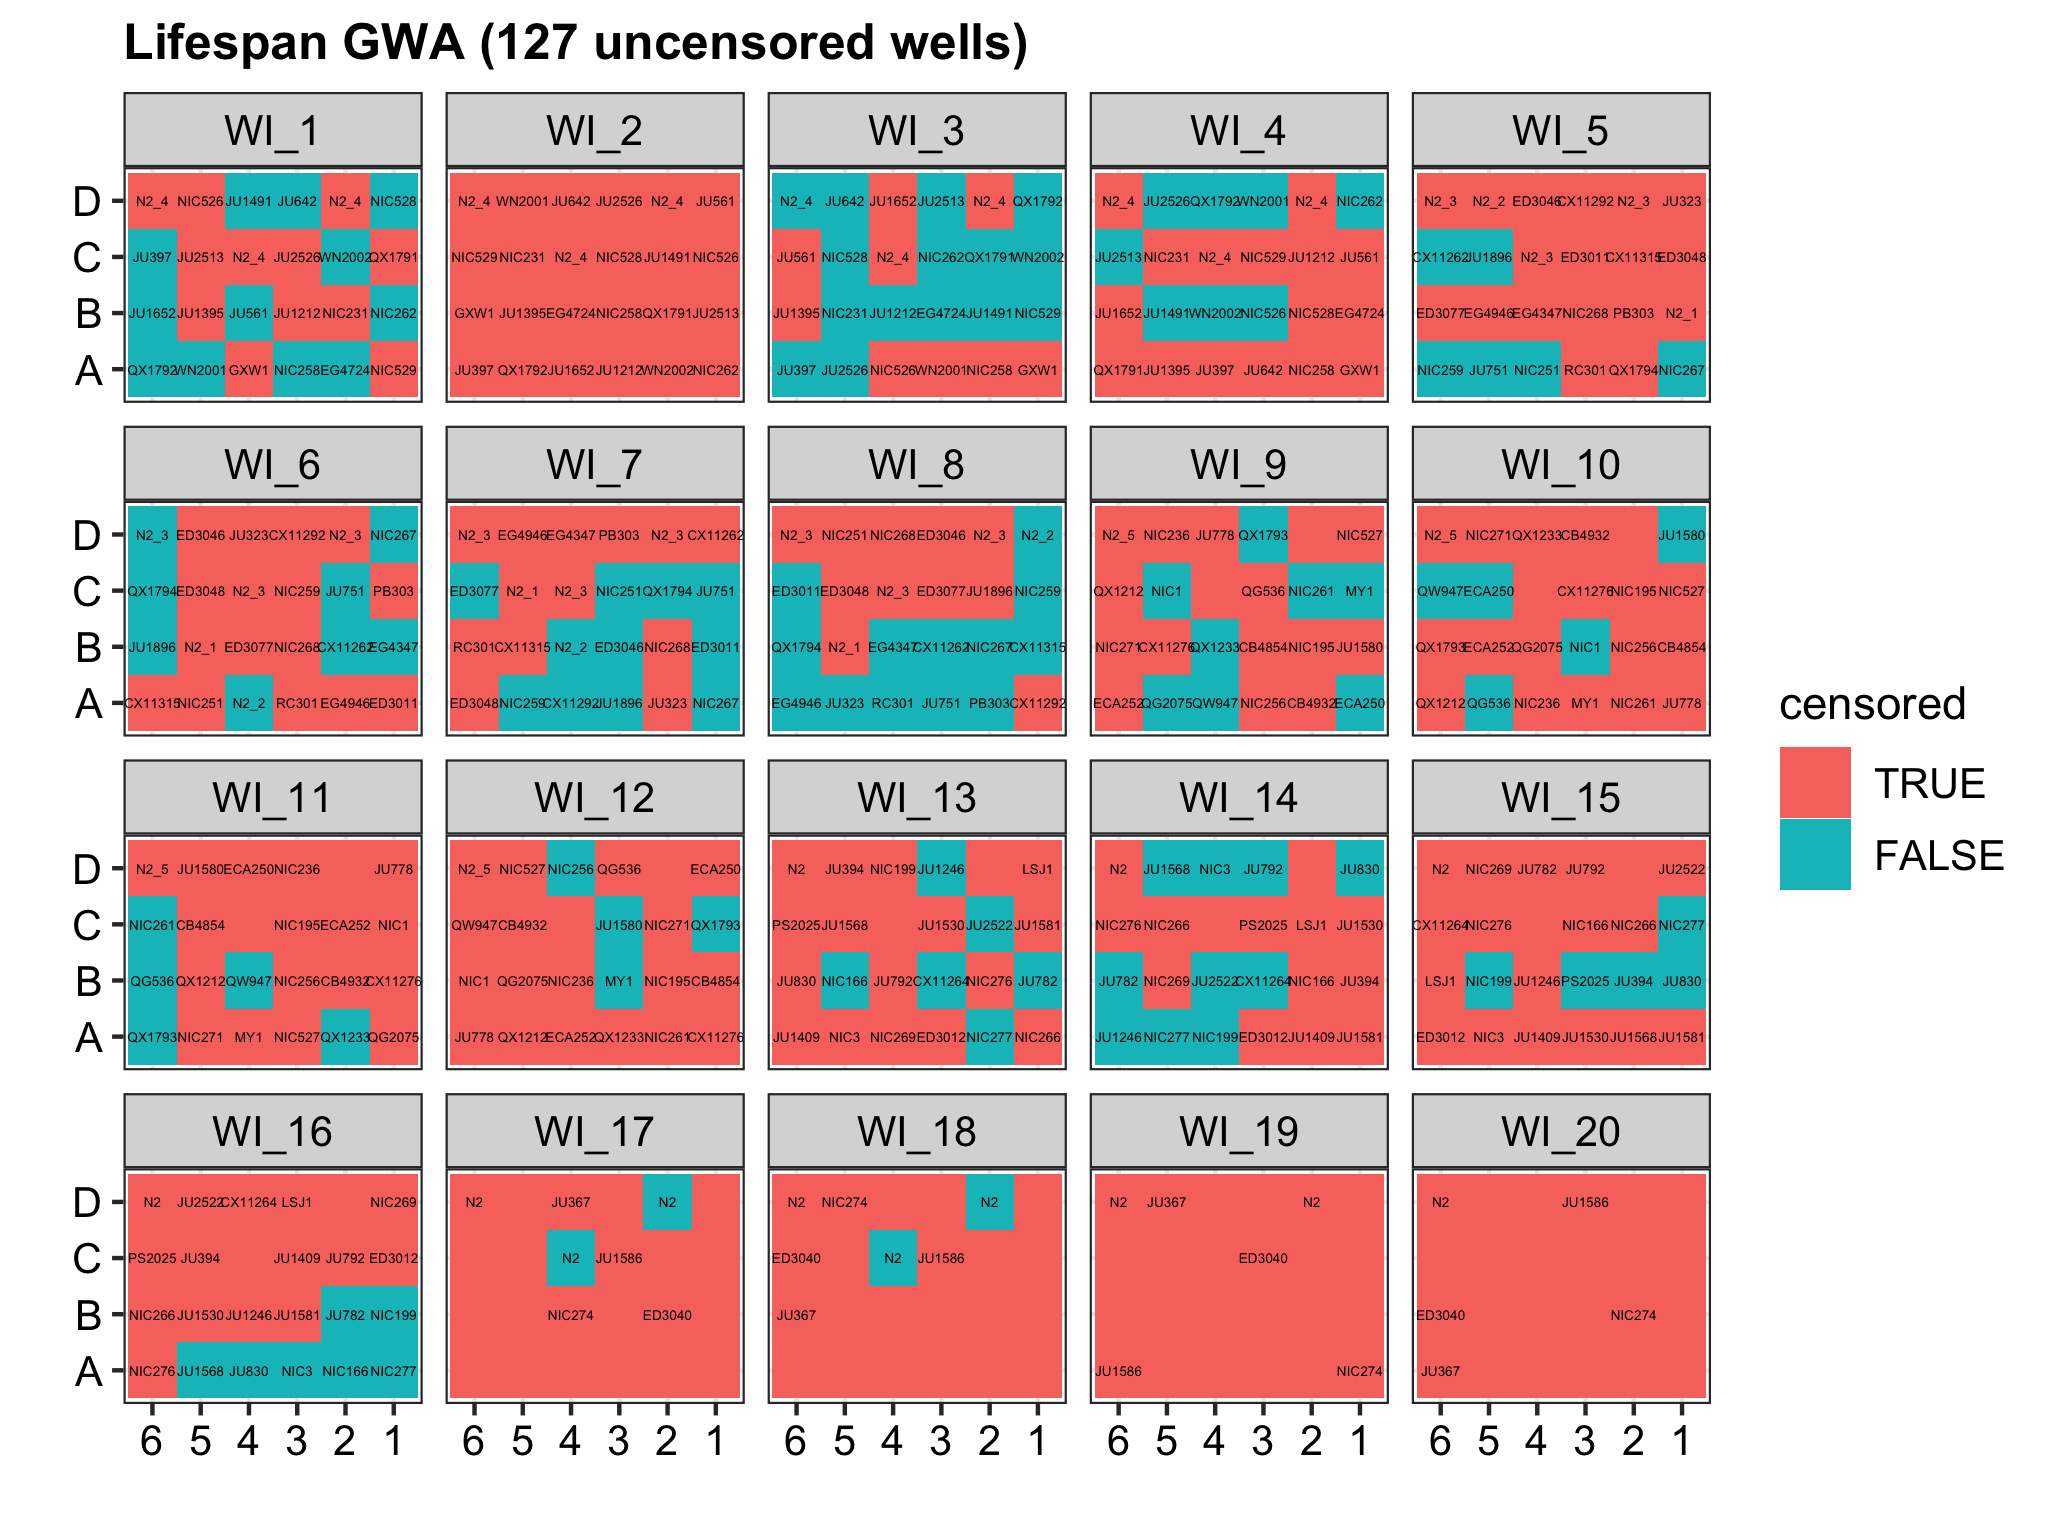 Lifespan GWA (127 uncensored wells)
WI_1 WI_2 WI_3 WI_4 WI_5
D N2_4 NIC526 JU1491 JU642 N2_4 NIC528 N2_4 WN2001 JU642 JU2526 N2_4 JU561 N2_4 JU642 JU1652 JU2513 N2_4 QX1792 N2_4 JU2526 QX1792 WN2001 N2_4 NIC262 N2_3 N2_2 ED3046 CX11292 N2_3 JU323
C JU397 JU2513 N2_4 JU2526 WN2002 QX1791 NIC529 NIC231 N2_4 NIC528 JU1491 NIC526 JU561 NIC528 N2_4 NIC262 QX1791 WN2002 JU2513 NIC231 N2_4 NIC529 JU1212 JU561 CX11262 JU1896 N2_3 ED3011 CX11315 ED3048
B JU1652 JU1395 JU561 JU1212 NIC231 NIC262 GXW1 JU1395 EG4724 NIC258 QX1791 JU2513 JU1395 NIC231 JU1212 EG4724 JU1491 NIC529 JU1652 JU1491 WN2002 NIC526 NIC528 EG4724 ED3077 EG4946 EG4347 NIC268 PB303 N2_1
A QX1792 WN2001 GXW1 NIC258 EG4724 NIC529 JU397 QX1792 JU1652 JU1212 WN2002 NIC262 JU397 JU2526 NIC526 WN2001 NIC258 GXW1 QX1791 JU1395 JU397 JU642 NIC258 GXW1 NIC259 JU751 NIC251 RC301 QX1794 NIC267
WI_6 WI_7 WI_8 WI_9 WI_10
D N2_3 ED3046 JU323 CX11292 N2_3 NIC267 N2_3 EG4946 EG4347 PB303 N2_3 CX11262 N2_3 NIC251 NIC268 ED3046 N2_3 N2_2 N2_5 NIC236 JU778 QX1793 NIC527 N2_5 NIC271 QX1233 CB4932 JU1580
C QX1794 ED3048 N2_3 NIC259 JU751 PB303 ED3077 N2_1 N2_3 NIC251 QX1794 JU751 ED3011 ED3048 N2_3 ED3077 JU1896 NIC259 QX1212 NIC1 QG536 NIC261 MY1 QW947 ECA250 CX11276 NIC195 NIC527
B JU1896 N2_1 ED3077 NIC268 CX11262 EG4347 RC301 CX11315 N2_2 ED3046 NIC268 ED3011 QX1794 N2_1 EG4347 CX11262 NIC267 CX11315 NIC271 CX11276 QX1233 CB4854 NIC195 JU1580 QX1793 ECA252 QG2075 NIC1 NIC256 CB4854
A CX11315 NIC251 N2_2 RC301 EG4946 ED3011 ED3048 NIC259 CX11292 JU1896 JU323 NIC267 EG4946 JU323 RC301 JU751 PB303 CX11292 ECA252 QG2075 QW947 NIC256 CB4932 ECA250 QX1212 QG536 NIC236 MY1 NIC261 JU778
WI_11 WI_12 WI_13 WI_14 WI_15
D N2_5 JU1580 ECA250 NIC236 JU778 N2_5 NIC527 NIC256 QG536 ECA250 N2 JU394 NIC199 JU1246 LSJ1 N2 JU1568 NIC3 JU792 JU830 N2 NIC269 JU782 JU792 JU2522
C NIC261 CB4854 NIC195 ECA252 NIC1 QW947 CB4932 JU1580 NIC271 QX1793 PS2025 JU1568 JU1530 JU2522 JU1581 NIC276 NIC266 PS2025 LSJ1 JU1530 CX11264 NIC276 NIC166 NIC266 NIC277
B QG536 QX1212 QW947 NIC256 CB4932 CX11276 NIC1 QG2075 NIC236 MY1 NIC195 CB4854 JU830 NIC166 JU792 CX11264 NIC276 JU782 JU782 NIC269 JU2522 CX11264 NIC166 JU394 LSJ1 NIC199 JU1246 PS2025 JU394 JU830
A QX1793 NIC271 MY1 NIC527 QX1233 QG2075 JU778 QX1212 ECA252 QX1233 NIC261 CX11276 JU1409 NIC3 NIC269 ED3012 NIC277 NIC266 JU1246 NIC277 NIC199 ED3012 JU1409 JU1581 ED3012 NIC3 JU1409 JU1530 JU1568 JU1581
WI_16 WI_17 WI_18 WI_19 WI_20
D N2 JU2522 CX11264 LSJ1 NIC269 N2 JU367 N2 N2 NIC274 N2 N2 JU367 N2 N2 JU1586
C PS2025 JU394 JU1409 JU792 ED3012 N2 JU1586 ED3040 N2 JU1586 ED3040
B NIC266 JU1530 JU1246 JU1581 JU782 NIC199 NIC274 ED3040 JU367 ED3040 NIC274
A NIC276 JU1568 JU830 NIC3 NIC166 NIC277 JU1586 NIC274 JU367
6 5 4 3 2 1 6 5 4 3 2 1 6 5 4 3 2 1 6 5 4 3 2 1 6 5 4 3 2 1
censored
TRUE
FALSE